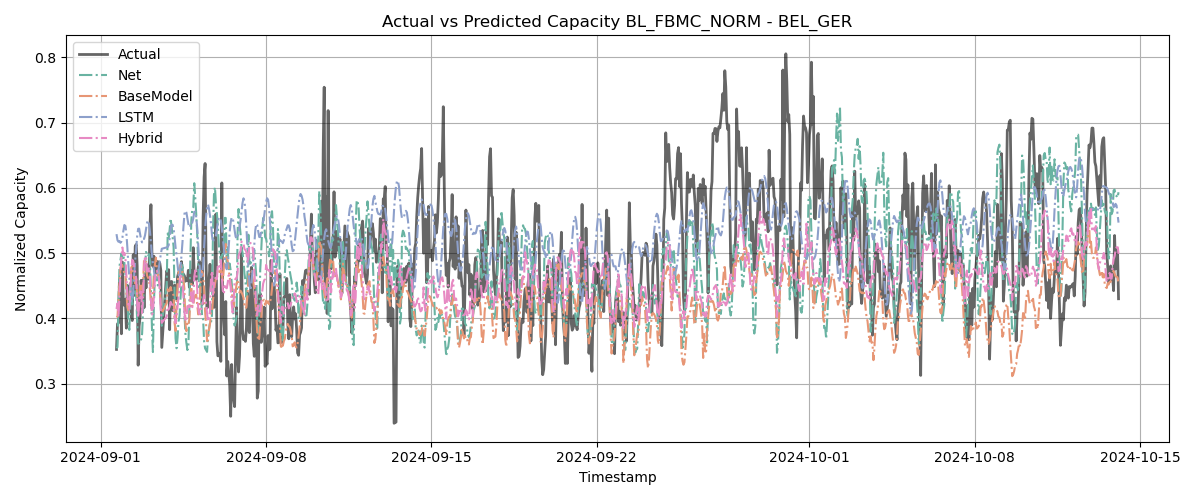 Actual vs Predicted Capacity BL_FBMC_NORM - BEL_GER
Actual
Net
BaseModel
LSTM
Hybrid
Normalized Capacity
0.8
0.7
0.6
0.5
0.4
0.3
2024-09-01
2024-09-08
2024-09-15
2024-09-22
2024-10-01
2024-10-08
2024-10-15
Timestamp